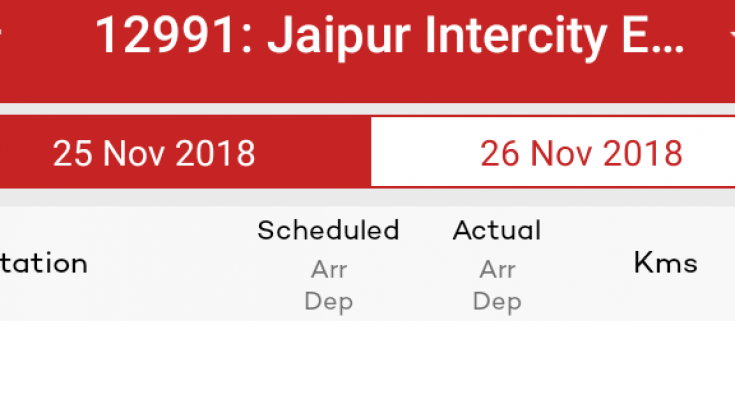 12991: Jaipur Intercity E...
25 Nov 2018 26 Nov 2018
Scheduled Actual
tation Kms
Arr Arr
Dep Dep